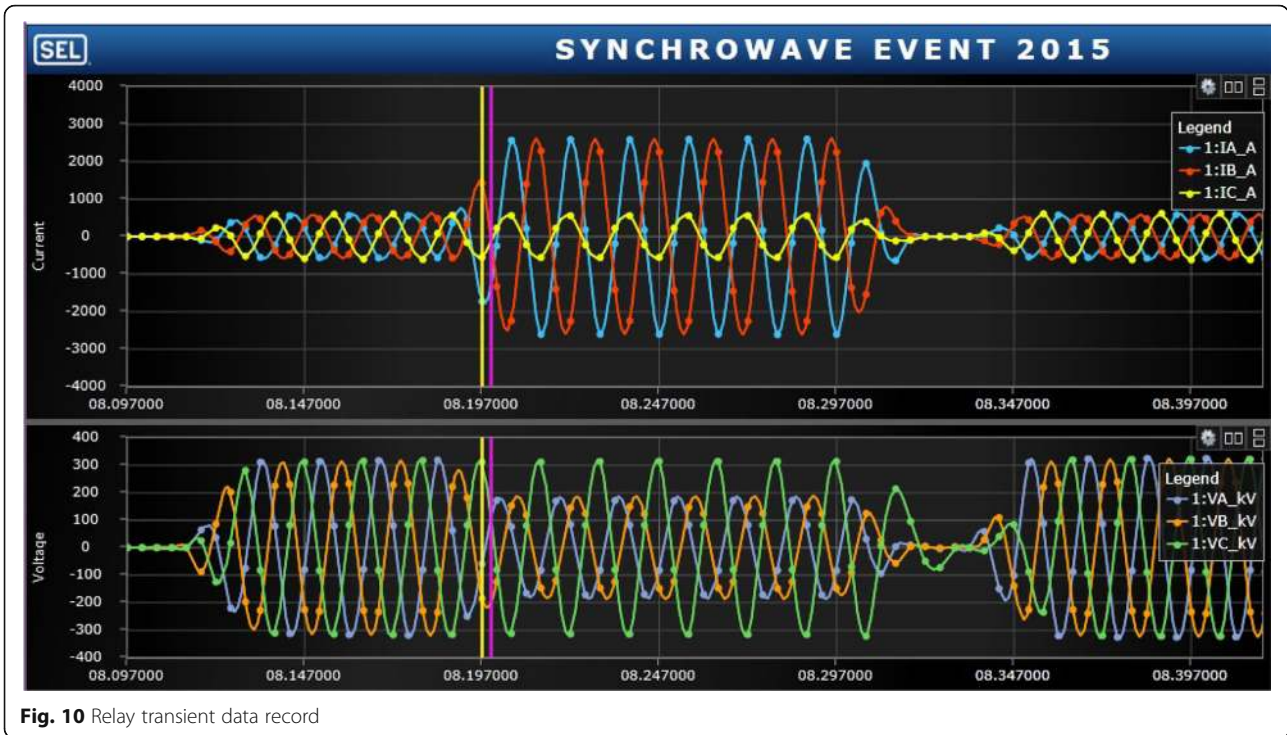 SEL
SYNCHROWAVE EVENT 2015
4000
3000
2000
1000
0
-1000
-2000
-3000
-4000
Current
Legend
1:IA_A
1:IB_A
1:IC_A
08.097000 08.147000 08.197000 08.247000 08.297000 08.347000 08.397000
400
300
200
100
0
-100
-200
-300
-400
Voltage
Legend
1:VA_kV
1:VB_kV
1:VC_kV
08.097000 08.147000 08.197000 08.247000 08.297000 08.347000 08.397000
Fig. 10 Relay transient data record